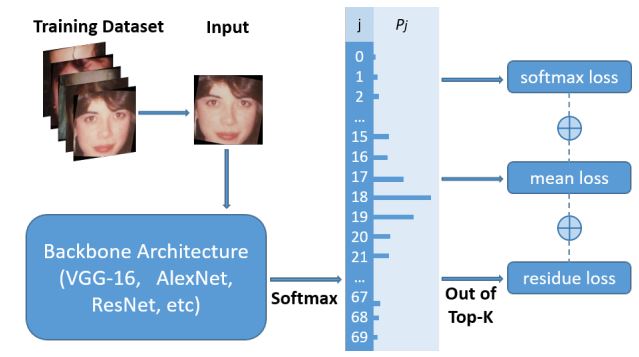 Training Dataset
Input
j Pj
0
1
2
...
15
16
17
18
19
20
21
...
67
68
69
softmax loss
mean loss
residue loss
Backbone Architecture
(VGG-16, AlexNet,
ResNet, etc)
Softmax
Out of
Top-K